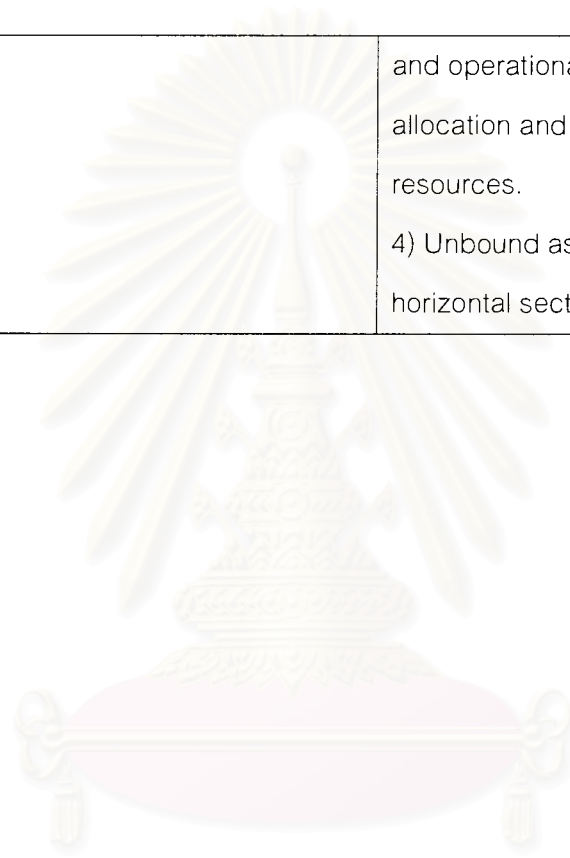 and operationa
allocation and
resources.
4) Unbound as
horizontal sect